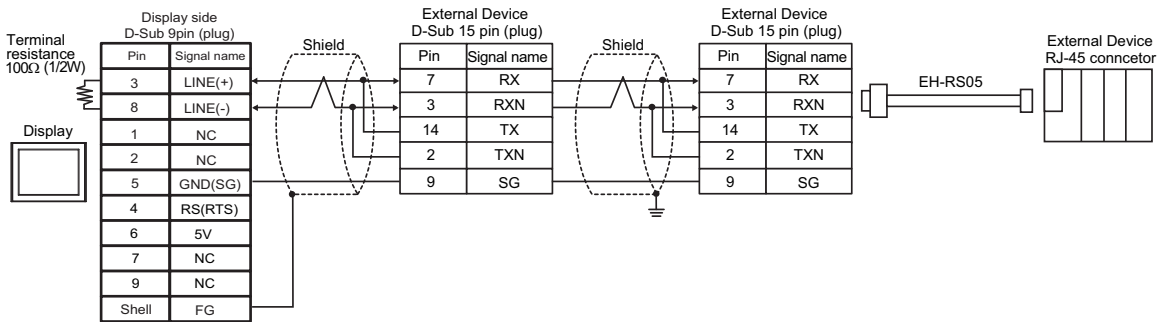 Display side
D-Sub 9pin (plug)
Terminal
resistance
100Ω (1/2W)
Pin Signal name
3 LINE(+)
8 LINE(-)
1 NC
2 NC
5 GND(SG)
4 RS(RTS)
6 5V
7 NC
9 NC
Shell FG
Display
Shield
External Device
D-Sub 15 pin (plug)
Pin Signal name
7 RX
3 RXN
14 TX
2 TXN
9 SG
Shield
External Device
D-Sub 15 pin (plug)
Pin Signal name
7 RX
3 RXN
14 TX
2 TXN
9 SG
EH-RS05
External Device
RJ-45 conncetor